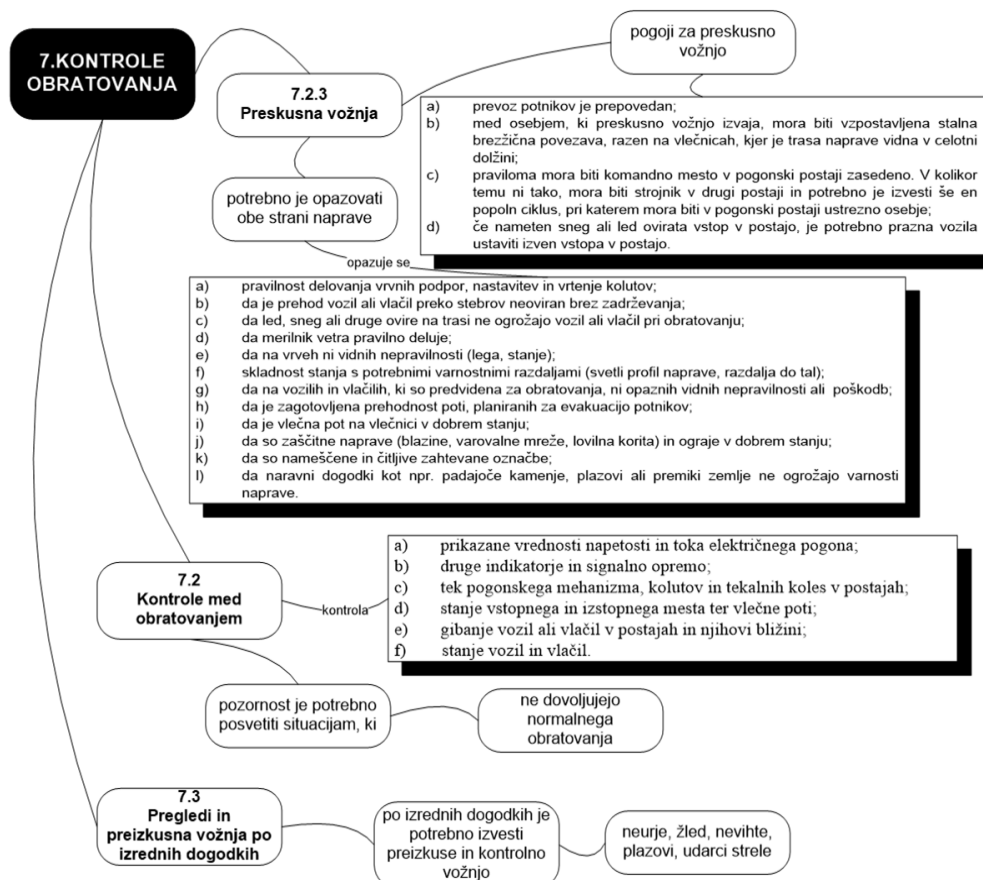 7.KONTROLE
OBRATOVANJA
7.2.3
Preskusna vožnja
pogoji za preskusno
vožnjo
a) prevoz potnikov je prepovedan;
b) med osebjem, ki preskusno vožnjo izvaja, mora biti vzpostavljena stalna
brezžična povezava, razen na vlečnicah, kjer je trasa naprave vidna v celotni
dolžini;
c) praviloma mora biti komandno mesto v pogonski postaji zasedeno. V kolikor
temu ni tako, mora biti strojnik v drugi postaji in potrebno je izvesti še en
popoln ciklus, pri katerem mora biti v pogonski postaji ustrezno osebje;
d) če nameten sneg ali led ovirata vstop v postajo, je potrebno prazna vozila
ustaviti izven vstopa v postajo.
potrebno je opazovati
obe strani naprave
opazuje se
a) pravilnost delovanja vrvnih podpor, nastavitev in vrtenje kolutov;
b) da je prehod vozil ali vlačil preko stebrov neoviran brez zadrževanja;
c) da led, sneg ali druge ovire na trasi ne ogrožajo vozil ali vlačil pri obratovanju;
d) da merilnik vetra pravilno deluje;
e) da na vrveh ni vidnih nepravilnosti (lega, stanje);
f) skladnost stanja s potrebnimi varnostnimi razdaljami (svetli profil naprave, razdalja do tal);
g) da na vozilih in vlačilih, ki so predvidena za obratovanja, ni opaznih vidnih nepravilnosti ali poškodb;
h) da je zagotovljena prehodnost poti, planiranih za evakuacijo potnikov;
i) da je vlečna pot na vlečnici v dobrem stanju;
j) da so zaščitne naprave (blazine, varovalne mreže, lovilna korita) in ograje v dobrem stanju;
k) da so nameščene in čitljive zahtevane označbe;
l) da naravni dogodki kot npr. padajoče kamenje, plazovi ali premiki zemlje ne ogrožajo varnosti
naprave.
7.2
Kontrole med
obratovanjem
kontrola
a) prikazane vrednosti napetosti in toka električnega pogona;
b) druge indikatorje in signalno opremo;
c) tek pogonskega mehanizma, kolutov in tekalnih koles v postajah;
d) stanje vstopnega in izstopnega mesta ter vlečne poti;
e) gibanje vozil ali vlačil v postajah in njihovi bližini;
f) stanje vozil in vlačil.
pozornost je potrebno
posvetiti situacijam, ki
ne dovoljujejo
normalnega
obratovanja
7.3
Pregledi in
preizkusna vožnja po
izrednih dogodkih
po izrednih dogodkih je
potrebno izvesti
preizkuse in kontrolno
vožnjo
neurje, žled, nevihte,
plazovi, udarci strele